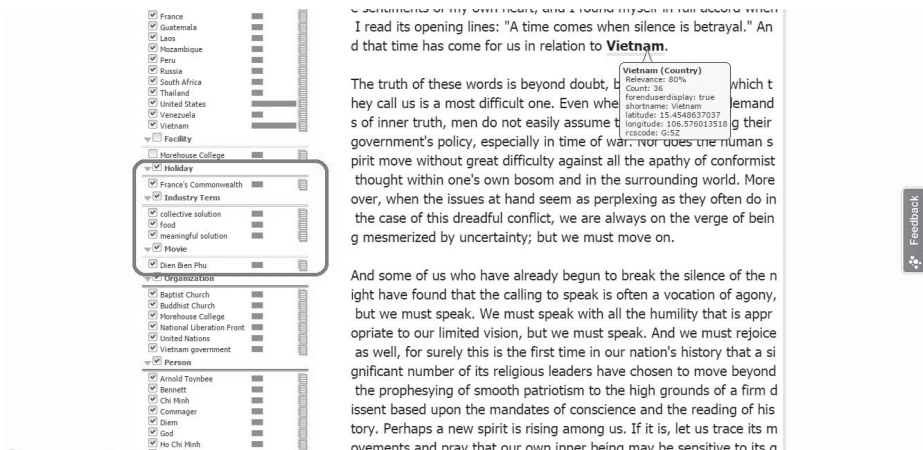 France
Guatemala
Laos
Mozambique
Peru
Russia
South Africa
Thailand
United States
Venezuela
Vietnam
Facility
Morehouse College
Holiday
France's Commonwealth
Industry Term
collective solution
food
meaningful solution
Movie
Dien Bien Phu
Organization
Baptist Church
Buddhist Church
Morehouse College
National Liberation Front
United Nations
Vietnam government
Person
Arnold Toynbee
Bennett
Chi Minh
Commager
Diem
God
Ho Chi Minh
e sentiments of my own heart, and I found myself in full accord when
I read its opening lines: "A time comes when silence is betrayal." An
d that time has come for us in relation to Vietnam.
Vietnam (Country)
Relevance: 80%
Count: 36
forenduserdisplay: true
shortname: Vietnam
latitude: 15.4548637037
longitude: 106.576013518
rcscode: G:5Z
The truth of these words is beyond doubt, b which t
hey call us is a most difficult one. Even whe demand
s of inner truth, men do not easily assume t g their
government's policy, especially in time of war. Nor does the human s
pirit move without great difficulty against all the apathy of conformist
thought within one's own bosom and in the surrounding world. More
over, when the issues at hand seem as perplexing as they often do in
the case of this dreadful conflict, we are always on the verge of bein
g mesmerized by uncertainty; but we must move on.
And some of us who have already begun to break the silence of the n
ight have found that the calling to speak is often a vocation of agony,
but we must speak. We must speak with all the humility that is appr
opriate to our limited vision, but we must speak. And we must rejoice
as well, for surely this is the first time in our nation's history that a si
gnificant number of its religious leaders have chosen to move beyond
the prophesying of smooth patriotism to the high grounds of a firm d
issent based upon the mandates of conscience and the reading of his
tory. Perhaps a new spirit is rising among us. If it is, let us trace its m
ovements and pray that our own inner being may be sensitive to its g
Feedback